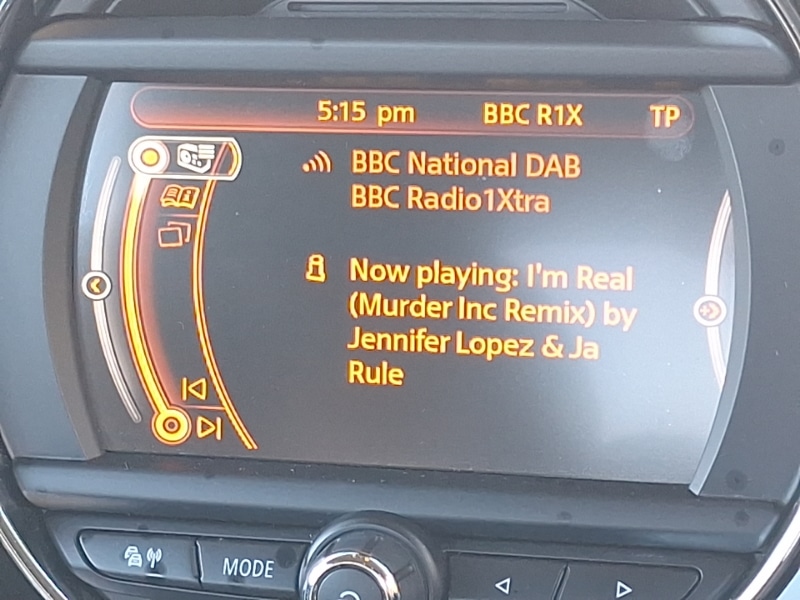 5:15 pm BBC R1X TP
BBC National DAB
BBC Radio1Xtra
Now playing: I'm Real
(Murder Inc Remix) by
Jennifer Lopez & Ja
Rule
MODE